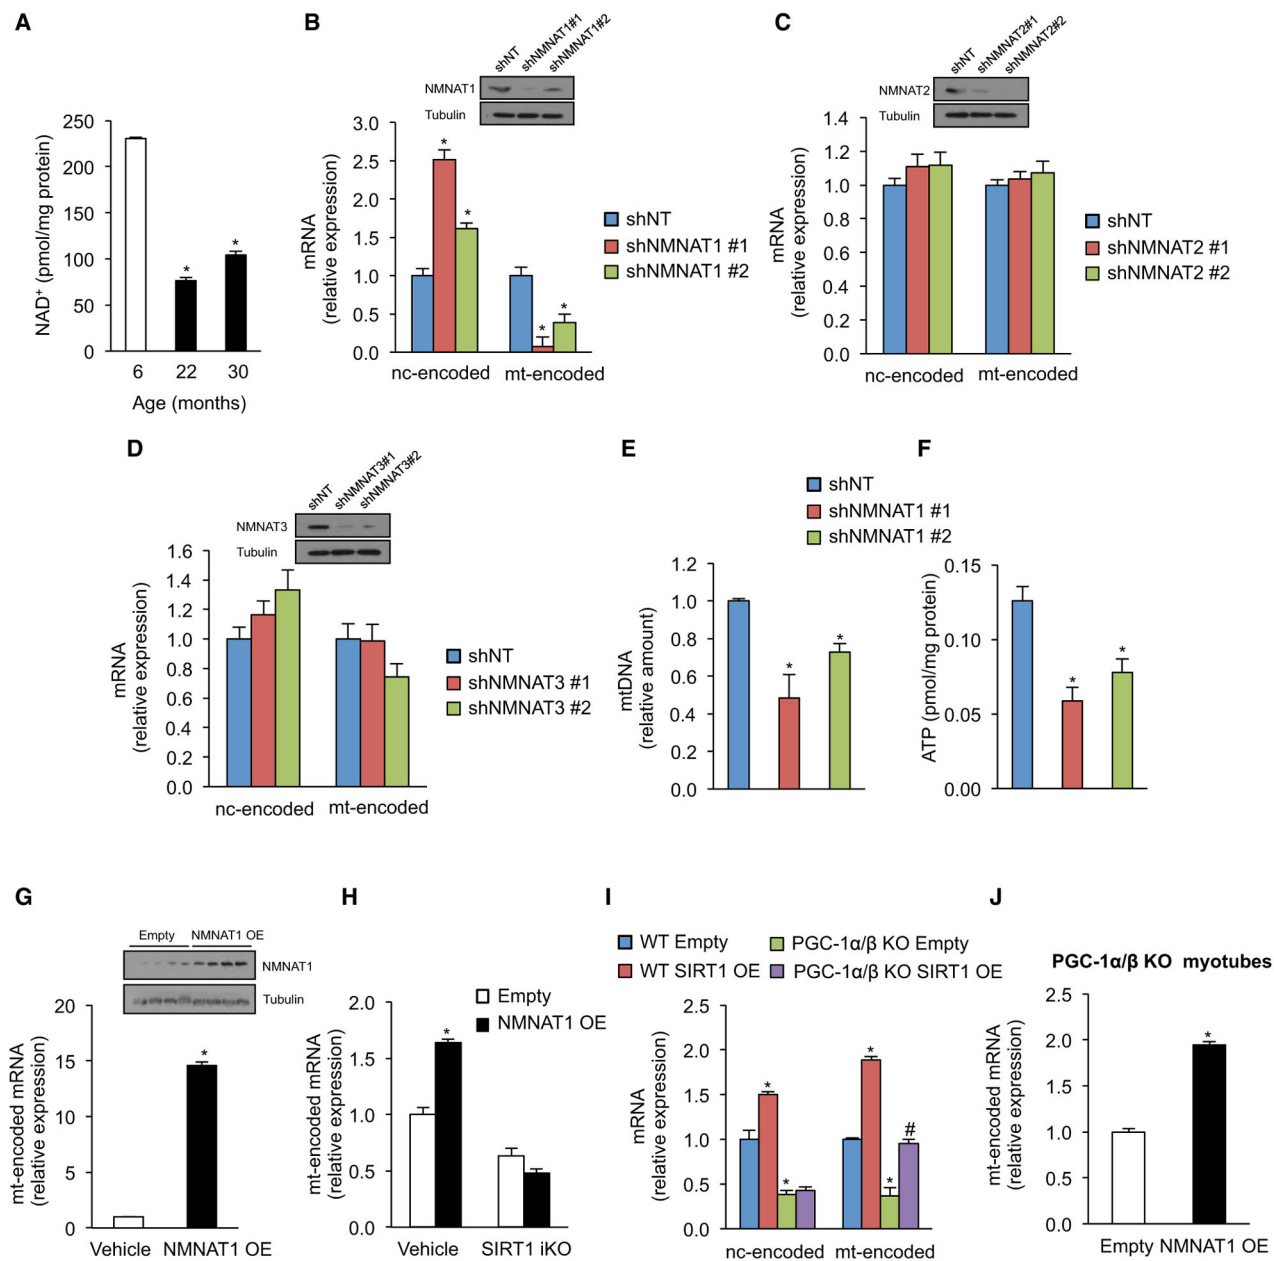 A
250
200
150
100
50
0
NAD⁺ (pmol/mg protein)
*
*
6 22 30
Age (months)
B
shNT
shNMNAT1#1
shNMNAT1#2
NMNAT1
Tubulin
3.0
2.5
2.0
1.5
1.0
0.5
0.0
mRNA
(relative expression)
*
*
*
*
nc-encoded mt-encoded
shNT
shNMNAT1 #1
shNMNAT1 #2
C
shNT
shNMNAT2#1
shNMNAT2#2
NMNAT2
Tubulin
1.4
1.2
1.0
0.8
0.6
0.4
0.2
0.0
mRNA
(relative expression)
nc-encoded mt-encoded
shNT
shNMNAT2 #1
shNMNAT2 #2
D
shNT
shNMNAT3#1
shNMNAT3#2
NMNAT3
Tubulin
1.6
1.4
1.2
1.0
0.8
0.6
0.4
0.2
0.0
mRNA
(relative expression)
nc-encoded mt-encoded
shNT
shNMNAT3 #1
shNMNAT3 #2
E
F
shNT
shNMNAT1 #1
shNMNAT1 #2
1.2
1.0
0.8
0.6
0.4
0.2
0.0
mtDNA
(relative amount)
*
*
0.15
0.10
0.05
0.00
ATP (pmol/mg protein)
*
*
G
Empty NMNAT1 OE
NMNAT1
Tubulin
20
15
10
5
0
mt-encoded mRNA
(relative expression)
*
Vehicle NMNAT1 OE
H
Empty
NMNAT1 OE
2.0
1.5
1.0
0.5
0.0
mt-encoded mRNA
(relative expression)
*
Vehicle SIRT1 iKO
I
WT Empty PGC-1α/β KO Empty
WT SIRT1 OE PGC-1α/β KO SIRT1 OE
2.5
2.0
1.5
1.0
0.5
0.0
mRNA
(relative expression)
*
*
*
*
#
nc-encoded mt-encoded
J
PGC-1α/β KO myotubes
2.5
2.0
1.5
1.0
0.5
0.0
mt-encoded mRNA
(relative expression)
*
Empty NMNAT1 OE